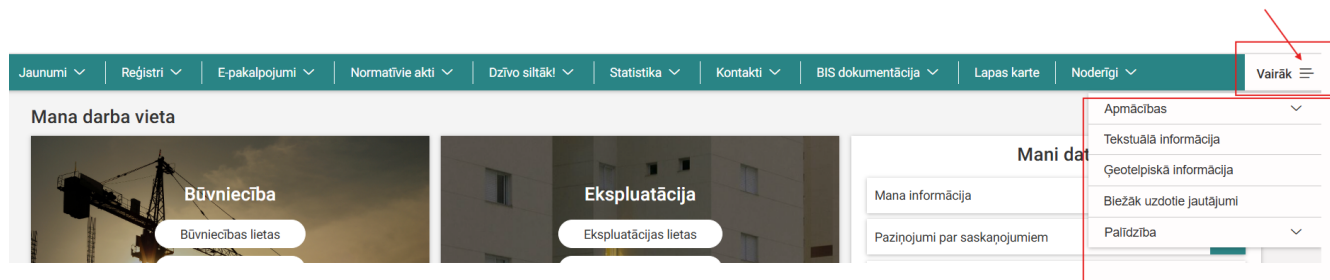 Jaunumi Reģistri E-pakalpojumi Normatīvie akti Dzīvo siltāk! Statistika Kontakti BIS dokumentācija Lapas karte Noderīgi Vairāk
Mana darba vieta
Apmācības
Tekstuālā informācija
Ģeotelpiskā informācija
Biežāk uzdotie jautājumi
Palīdzība
Būvniecība
Būvniecības lietas
Ekspluatācija
Ekspluatācijas lietas
Mani dat
Mana informācija
Paziņojumi par saskaņojumiem